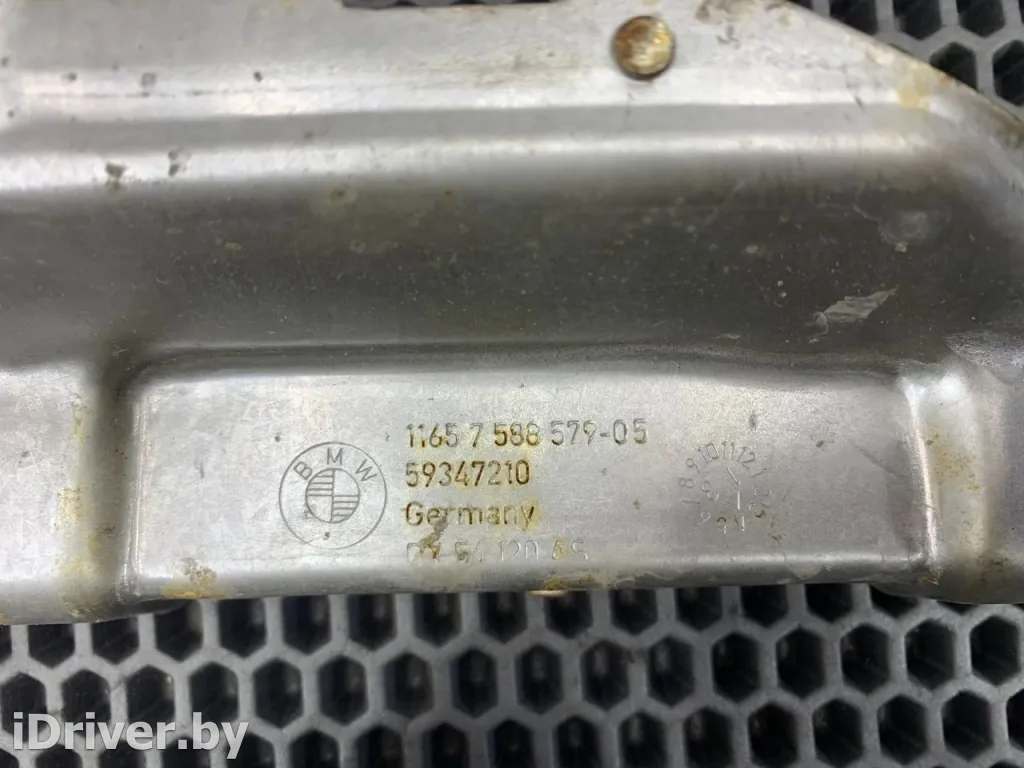 1165 7 588 579-05
BMW
59347210
Germany
iDriver.by